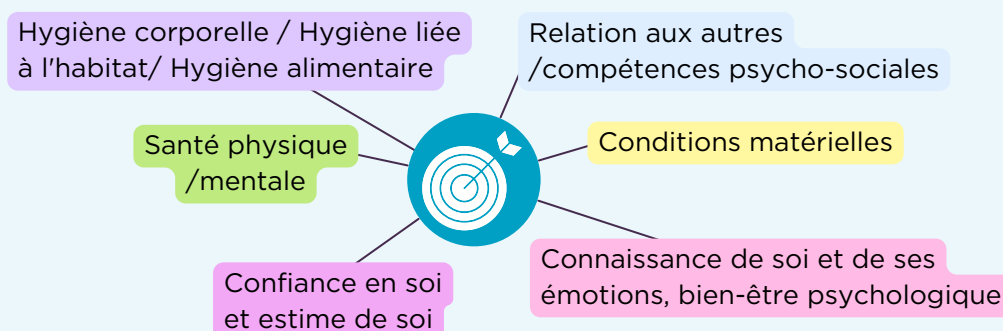 Hygiène corporelle / Hygiène liée
à l'habitat/ Hygiène alimentaire
Relation aux autres
/compétences psycho-sociales
Santé physique
/mentale
Conditions matérielles
Confiance en soi
et estime de soi
Connaissance de soi et de ses
émotions, bien-être psychologique